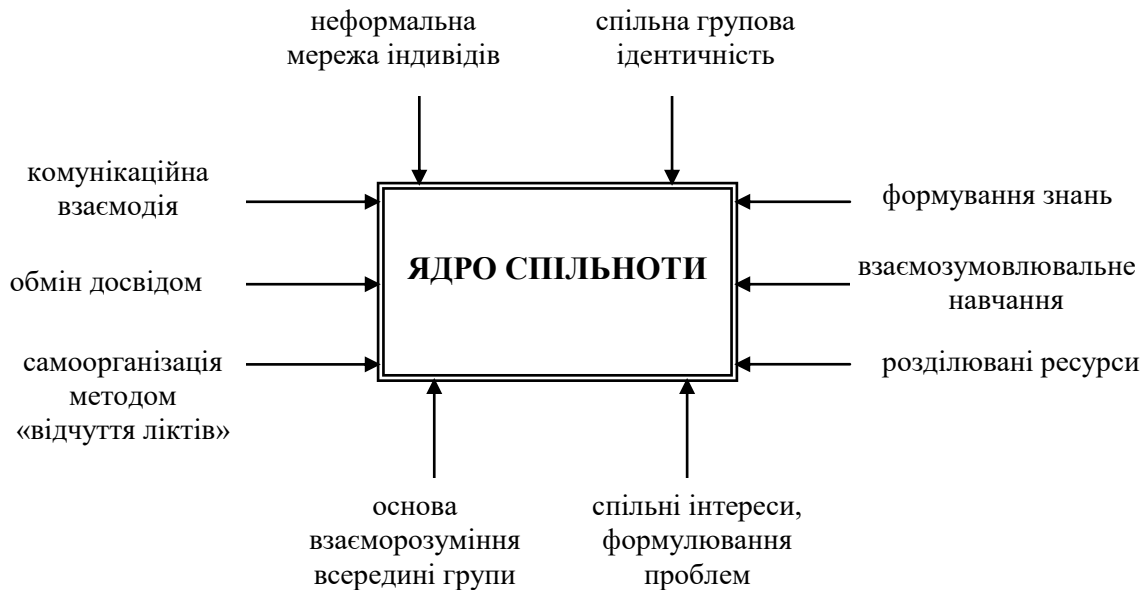 неформальна
мережа індивідів
спільна групова
ідентичність
комунікаційна
взаємодія
формування знань
ЯДРО СПІЛЬНОТИ
обмін досвідом
взаємозумовлювальне
навчання
самоорганізація
методом
«відчуття ліктів»
розділювані ресурси
основа
взаєморозуміння
всередині групи
спільні інтереси,
формулювання
проблем